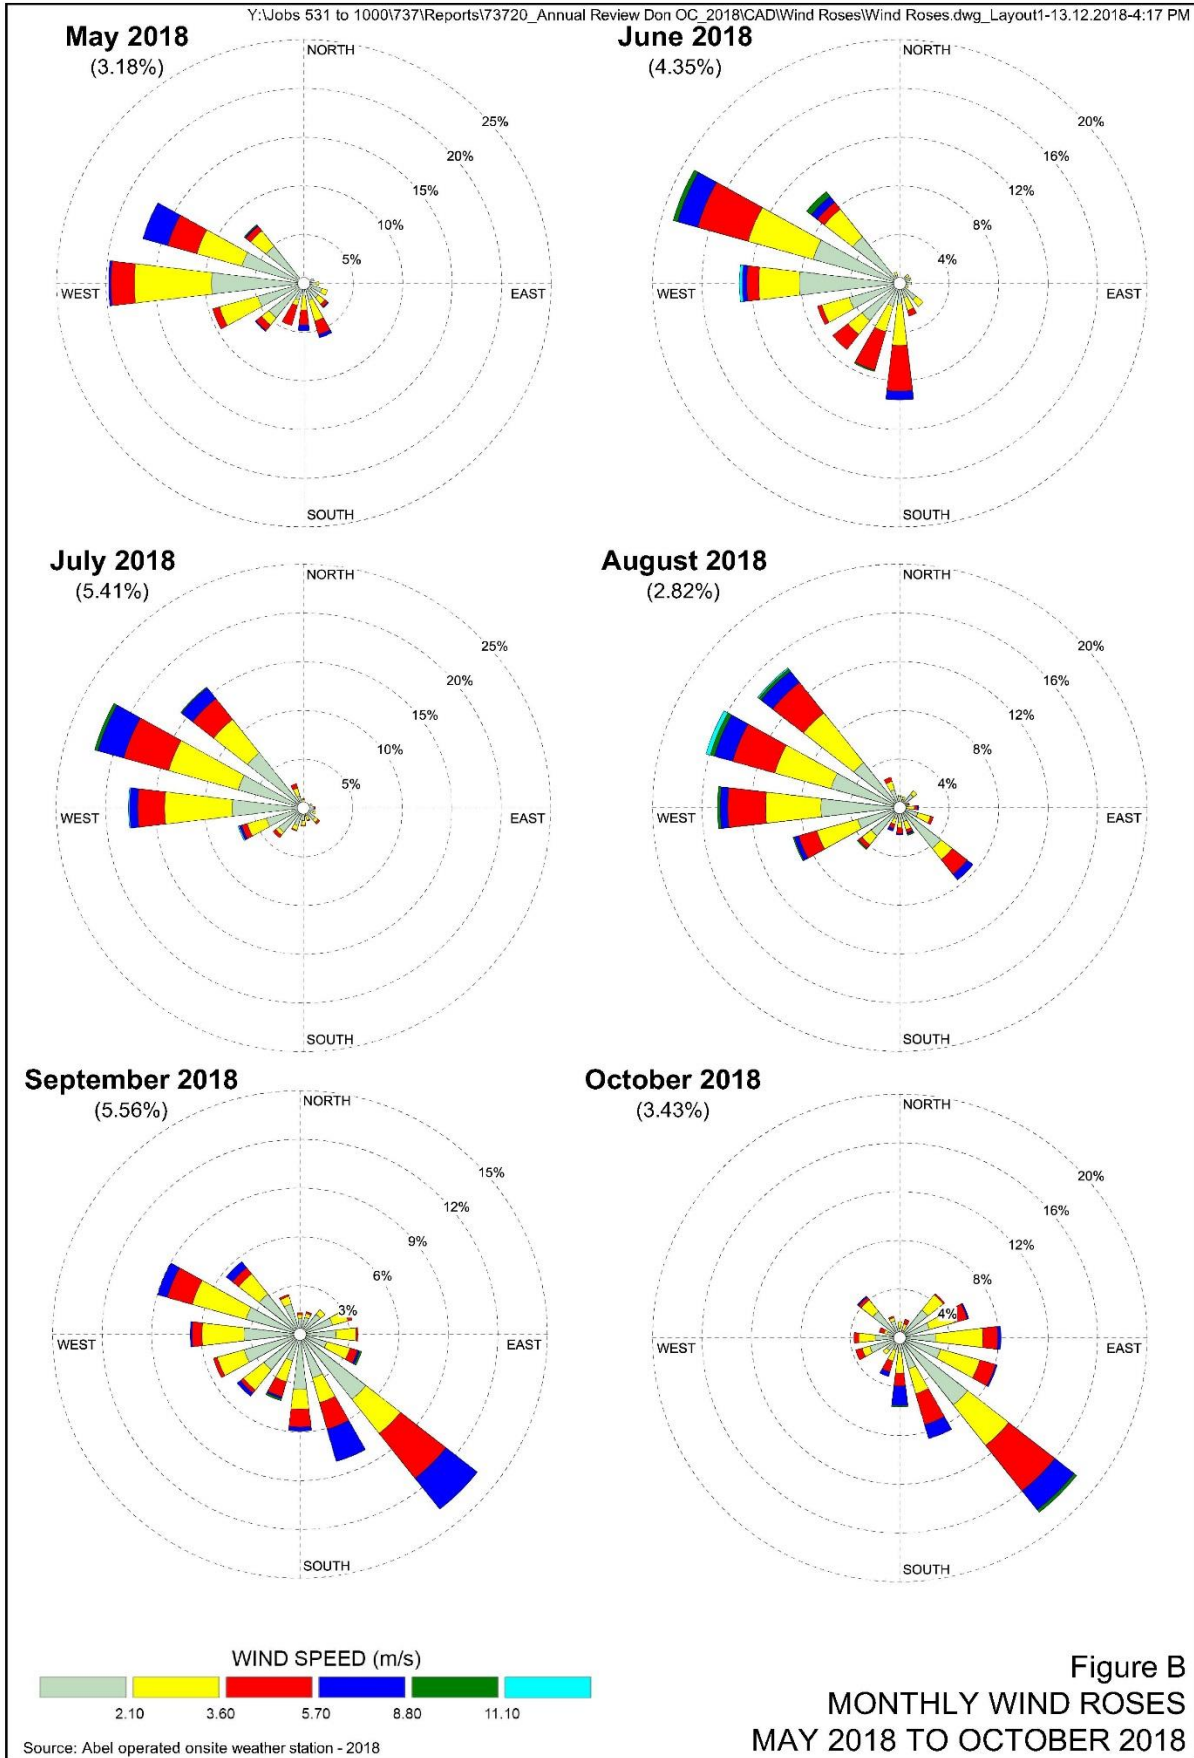 Y:\Jobs 531 to 1000\737\Reports\73720_Annual Review Don OC_2018\CAD\Wind Roses\Wind Roses.dwg_Layout1-13.12.2018-4:17 PM
May 2018
(3.18%)
NORTH
25%
20%
15%
10%
5%
WEST
EAST
SOUTH
June 2018
(4.35%)
NORTH
20%
16%
12%
8%
4%
WEST
EAST
SOUTH
July 2018
(5.41%)
NORTH
25%
20%
15%
10%
5%
WEST
EAST
SOUTH
August 2018
(2.82%)
NORTH
20%
16%
12%
8%
4%
WEST
EAST
SOUTH
September 2018
(5.56%)
NORTH
15%
12%
9%
6%
3%
WEST
EAST
SOUTH
October 2018
(3.43%)
NORTH
20%
16%
12%
8%
4%
WEST
EAST
SOUTH
WIND SPEED (m/s)
2.10 3.60 5.70 8.80 11.10
Source: Abel operated onsite weather station - 2018
Figure B
MONTHLY WIND ROSES
MAY 2018 TO OCTOBER 2018